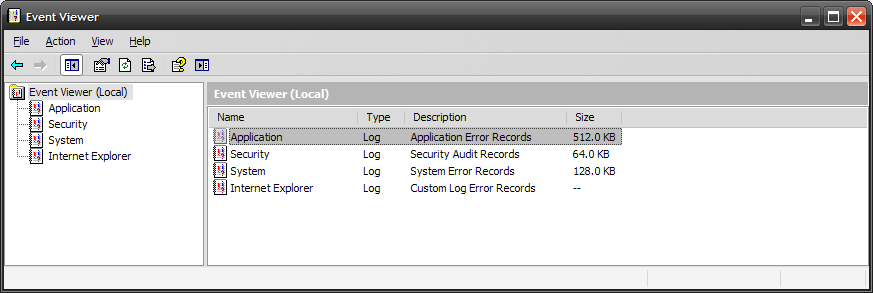 Event Viewer
File Action View Help
Event Viewer (Local)
Application
Security
System
Internet Explorer
Event Viewer (Local)
Name Type Description Size
Application Log Application Error Records 512.0 KB
Security Log Security Audit Records 64.0 KB
System Log System Error Records 128.0 KB
Internet Explorer Log Custom Log Error Records --